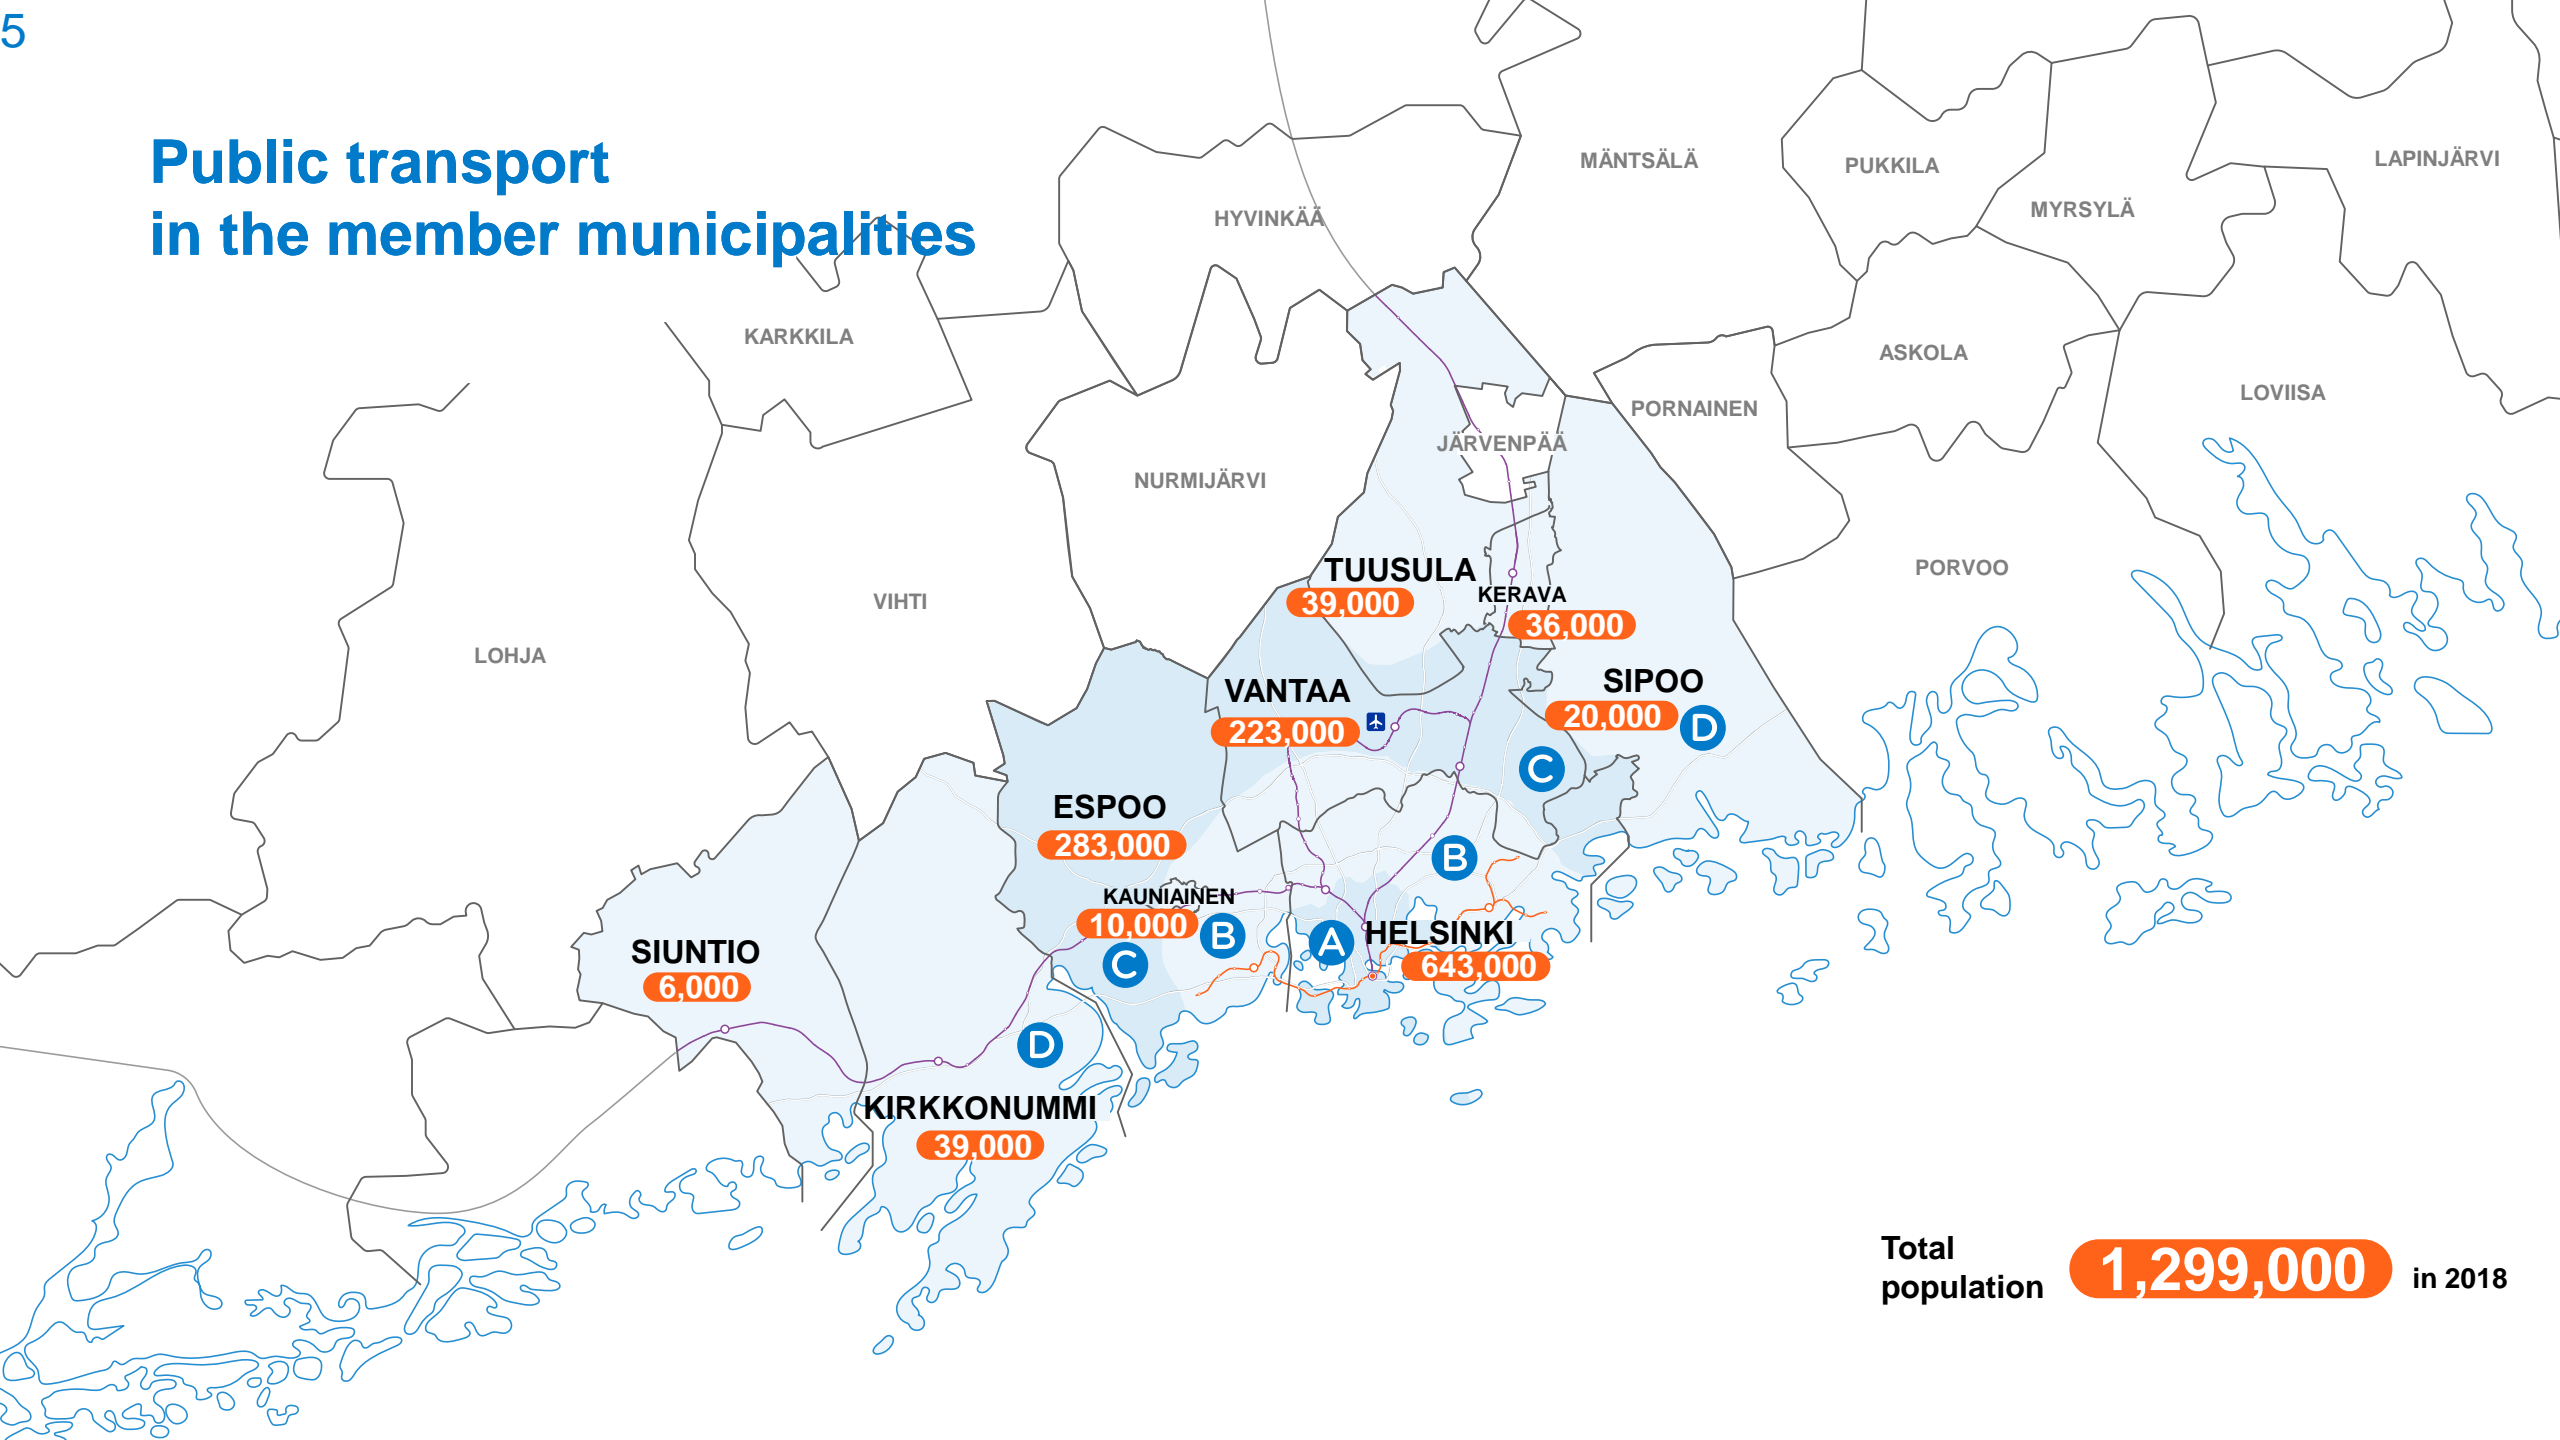 5
Public transport
in the member municipalities
MÄNTSÄLÄ
PUKKILA
LAPINJÄRVI
MYRSYLÄ
HYVINKÄÄ
KARKKILA
ASKOLA
LOVIISA
PORNAINEN
JÄRVENPÄÄ
NURMIJÄRVI
TUUSULA
39,000
KERAVA
36,000
PORVOO
VIHTI
LOHJA
VANTAA
223,000
SIPOO
20,000
D
C
ESPOO
283,000
B
KAUNIAINEN
10,000
B
C
A
HELSINKI
643,000
SIUNTIO
6,000
D
KIRKKONUMMI
39,000
Total
population
1,299,000
in 2018